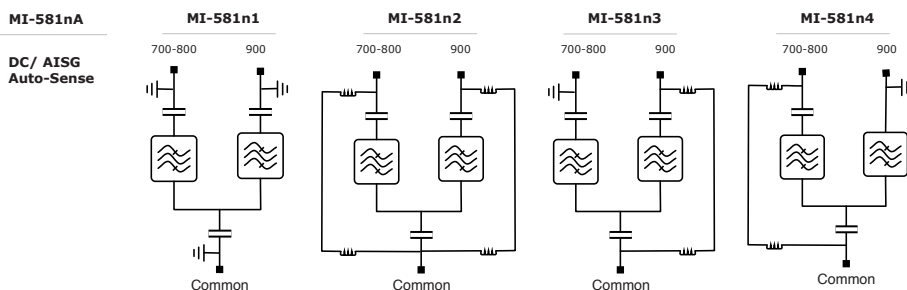 MI-581nA MI-581n1 MI-581n2 MI-581n3 MI-581n4
700-800 900 700-800 900 700-800 900 700-800 900
DC/ AISG
Auto-Sense
Common Common Common Common